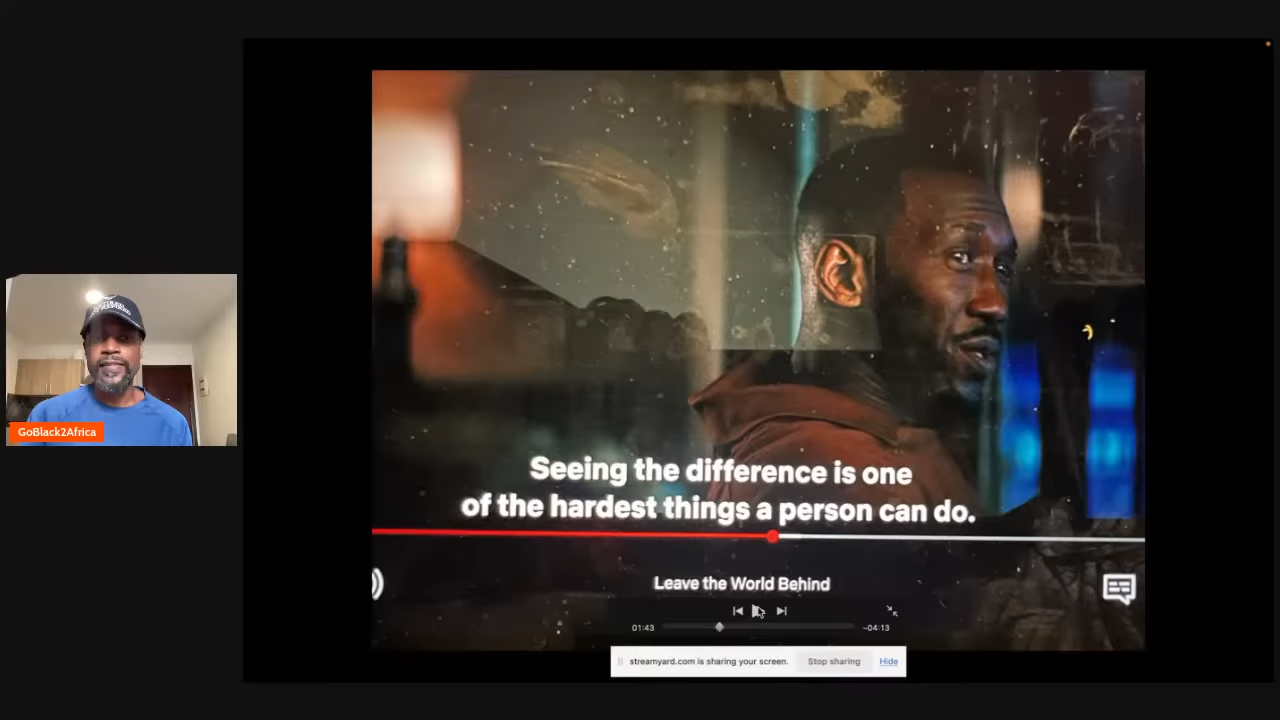 GoBlack2Africa
Seeing the difference is one
of the hardest things a person can do.
Leave the World Behind
01:43
-04:13
streamyard.com is sharing your screen.
Stop sharing
Hide